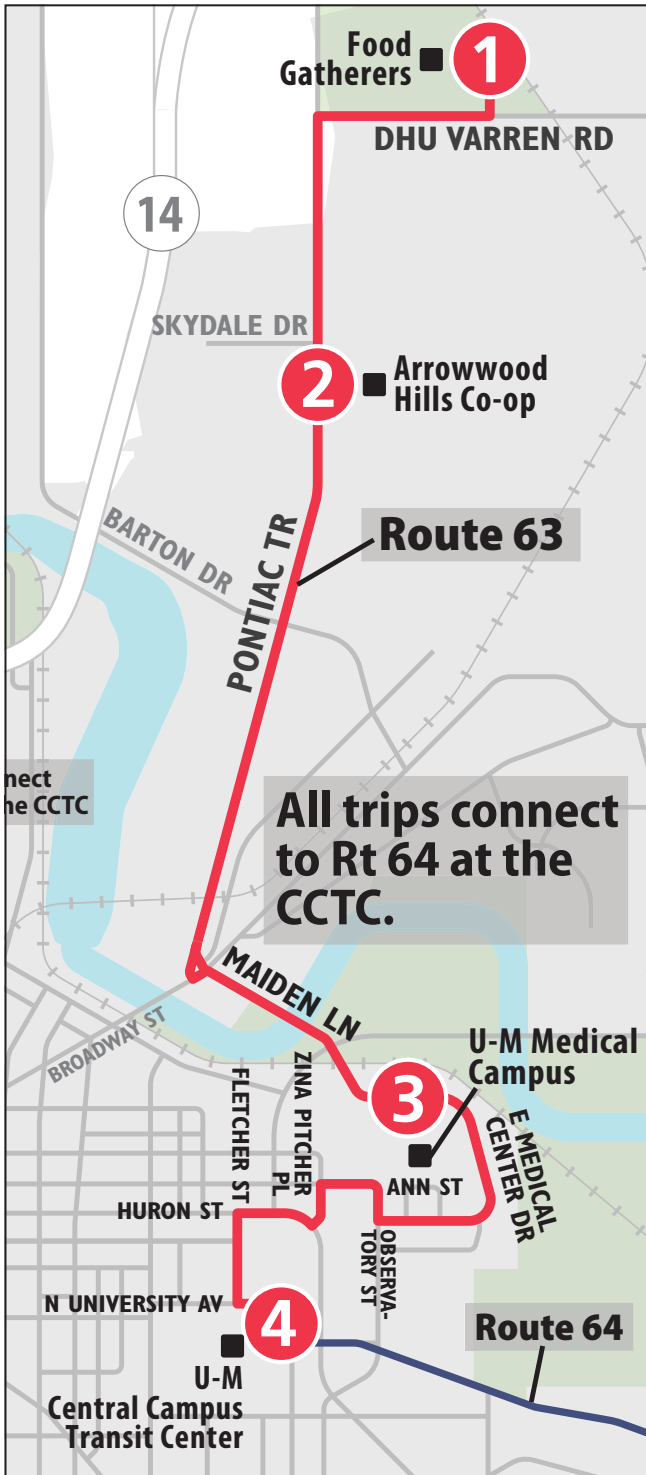 Food
Gatherers
1
DHU VARREN RD
14
SKYDALE DR
2
Arrowwood
Hills Co-op
BARTON DR
PONTIAC TR
Route 63
nect
he CCTC
All trips connect
to Rt 64 at the
CCTC.
MAIDEN LN
BROADWAY ST
U-M Medical
Campus
3
FLETCHER ST
ZINA PITCHER
PL
E MEDICAL
CENTER DR
ANN ST
HURON ST
OBSERVA-
TORY ST
N UNIVERSITY AV
4
Route 64
U-M
Central Campus
Transit Center